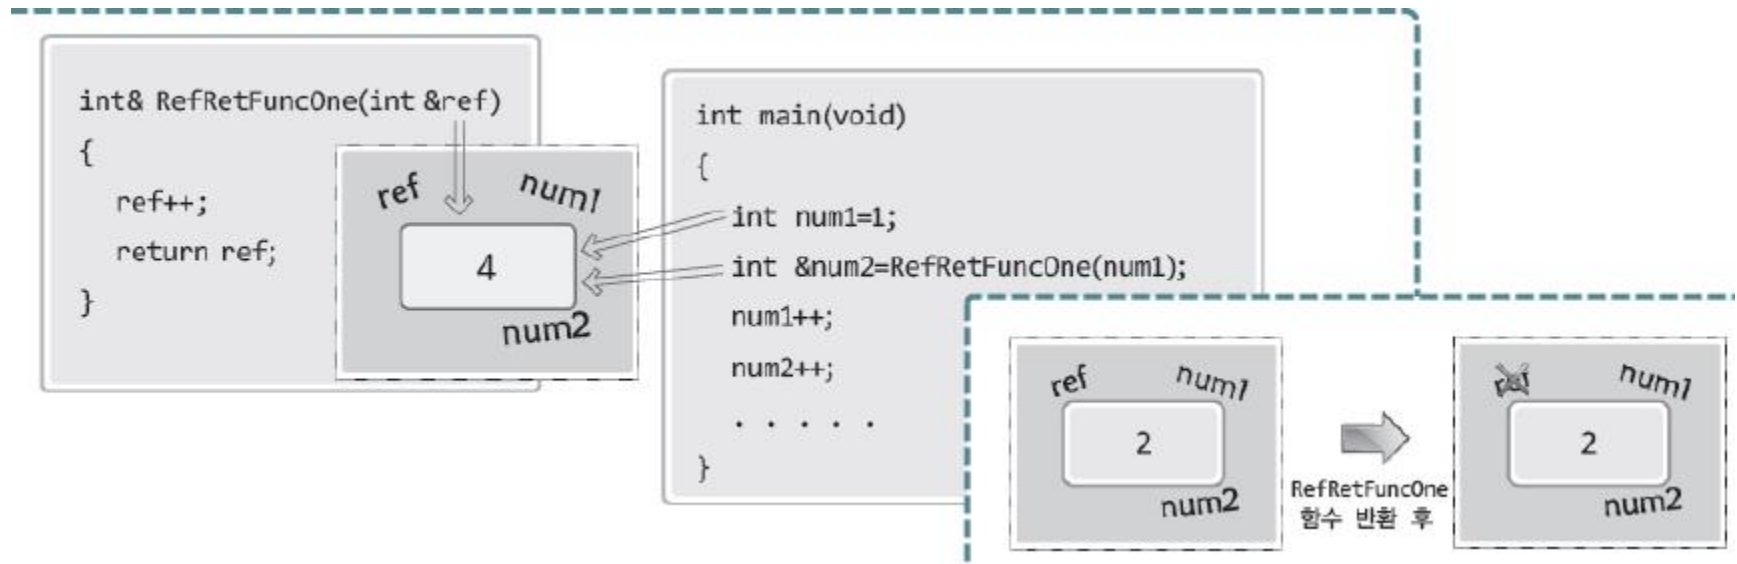 int& RefRetFuncOne(int &ref)
{
ref++;
return ref;
}
ref num1
4
num2
int main(void)
{
int num1=1;
int &num2=RefRetFuncOne(num1);
num1++;
num2++;
. . . . .
}
ref num1
2
num2
RefRetFuncOne
함수 반환 후
ref num1
2
num2